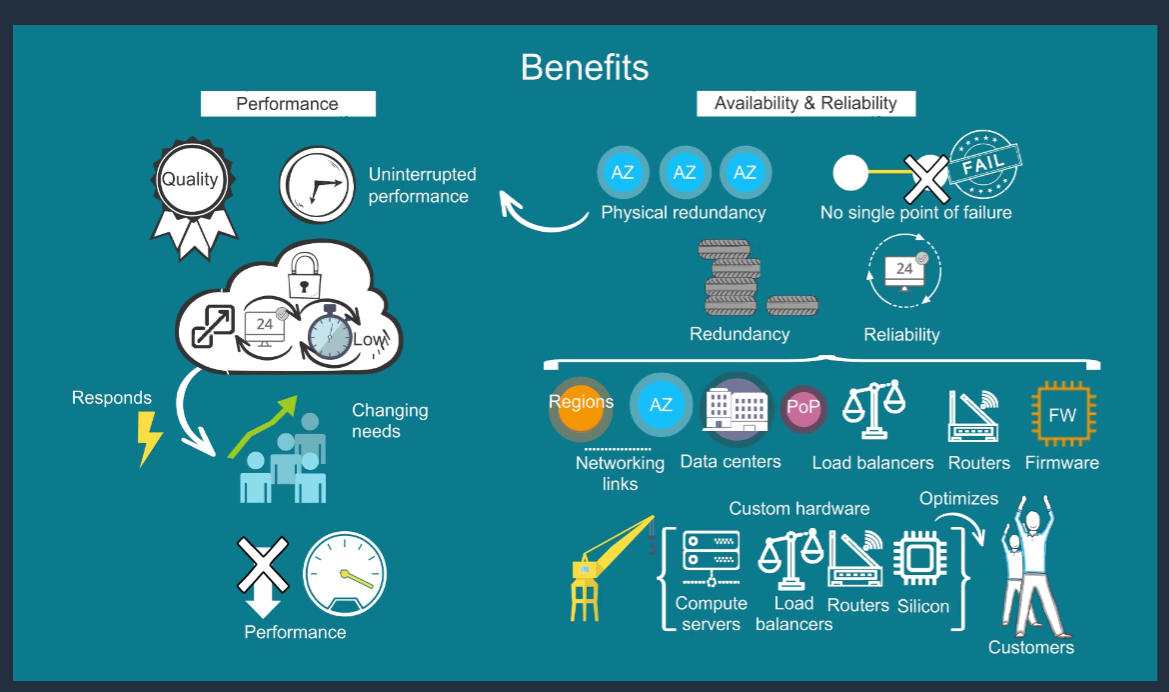 Benefits
Performance
Quality
Uninterrupted
performance
24
Low
Responds
Changing
needs
Performance
Availability & Reliability
AZ
AZ
AZ
Physical redundancy
FAIL
No single point of failure
Redundancy
24
Reliability
Regions
AZ
PoP
FW
Networking
links
Data centers
Load balancers
Routers
Firmware
Custom hardware
Optimizes
Compute
servers
Load
balancers
Routers
Silicon
Customers